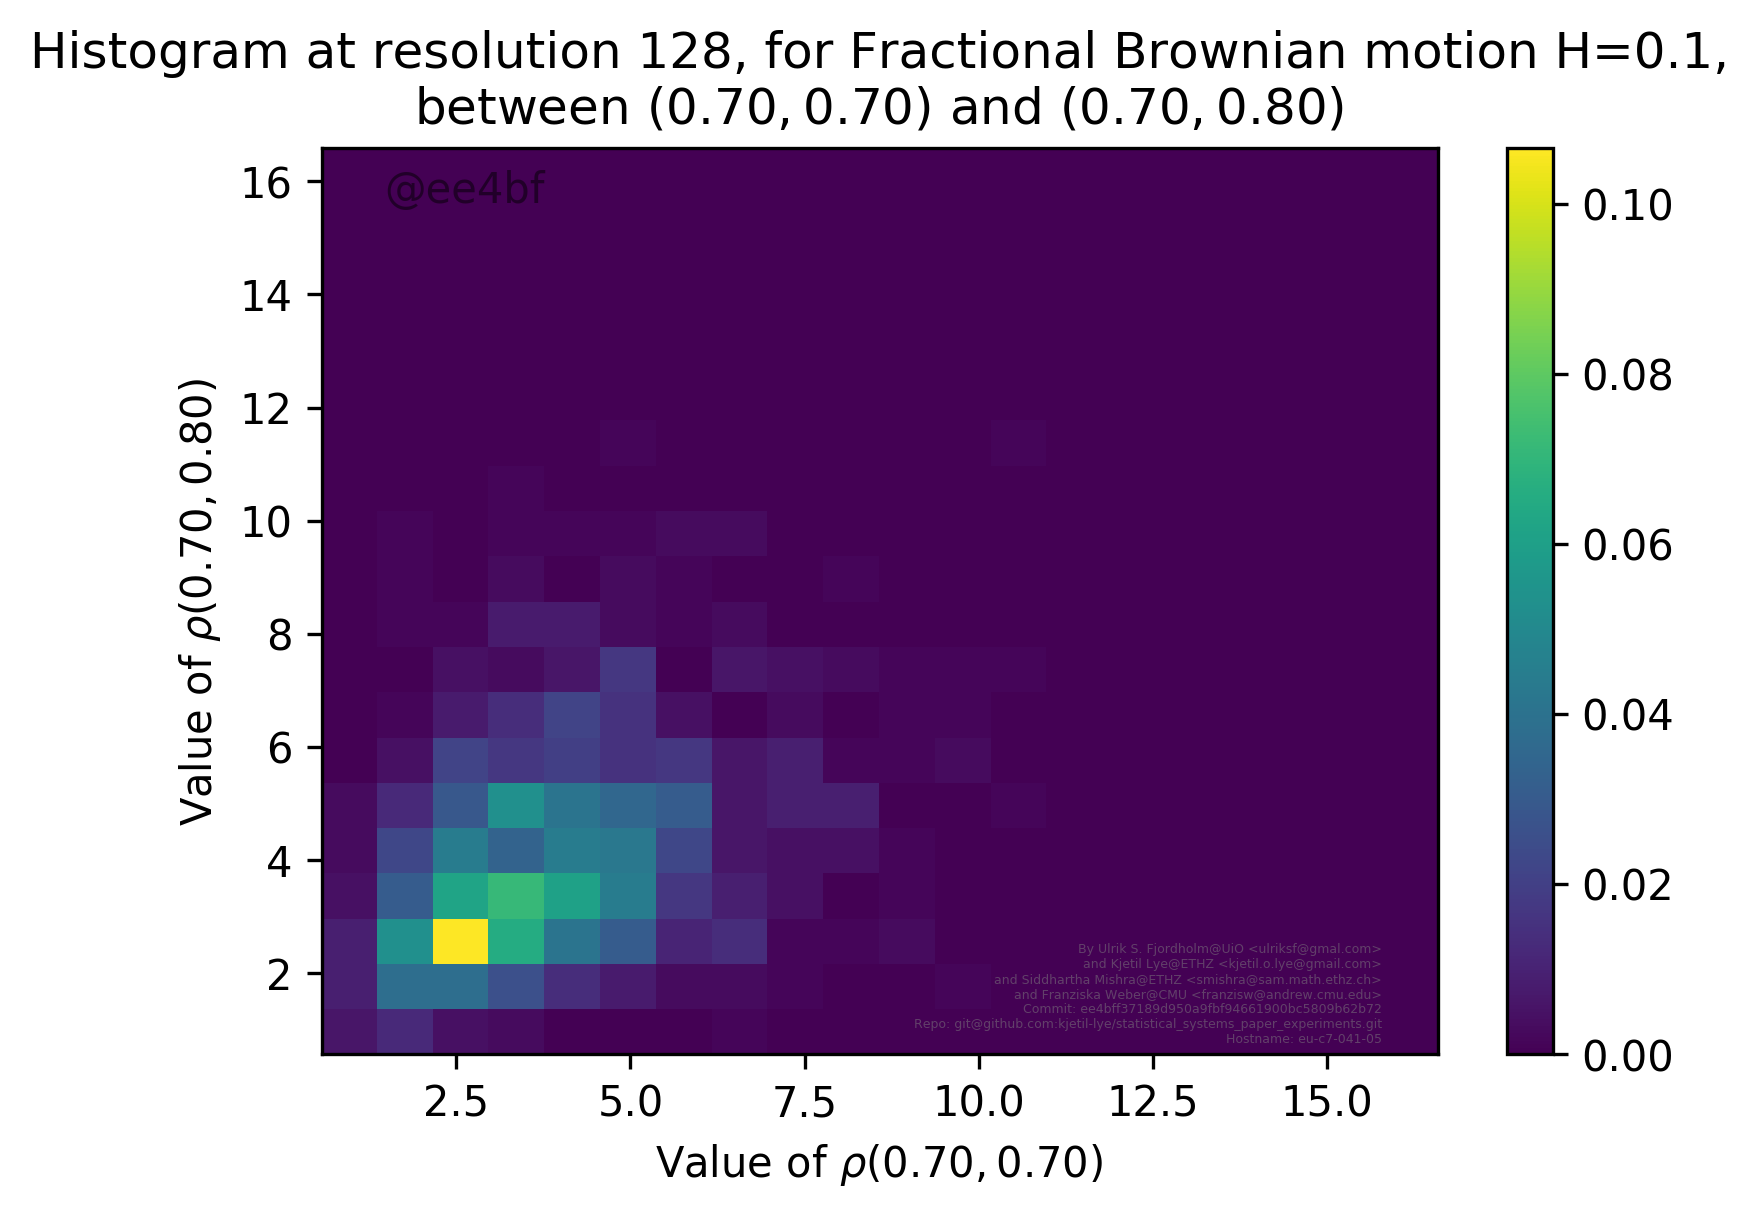 Histogram at resolution 128, for Fractional Brownian motion H=0.1,
between (0.70, 0.70) and (0.70, 0.80)
@ee4bf
16
14
12
10
8
6
4
2
Value of ρ(0.70, 0.80)
2.5 5.0 7.5 10.0 12.5 15.0
Value of ρ(0.70, 0.70)
0.10
0.08
0.06
0.04
0.02
0.00
By Ulrik S. Fjordholm@UiO <ulriksf@gmal.com>
and Kjetil Lye@ETHZ <kjetil.o.lye@gmail.com>
and Siddhartha Mishra@ETHZ <smishra@sam.math.ethz.ch>
and Franziska Weber@CMU <franzisw@andrew.cmu.edu>
Commit: ee4bff37189d950a9fbf94661900bc5809b62b72
Repo: git@github.com:kjetil-lye/statistical_systems_paper_experiments.git
Hostname: eu-c7-041-05